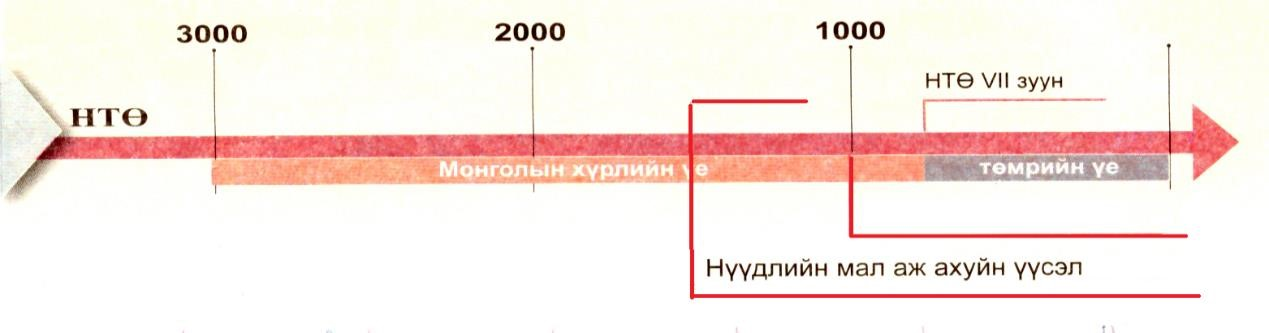 3000 2000 1000
НТӨ VII зуун
НТӨ
Монголын хүрлийн үе төмрийн үе
Нүүдлийн мал аж ахуйн үүсэл